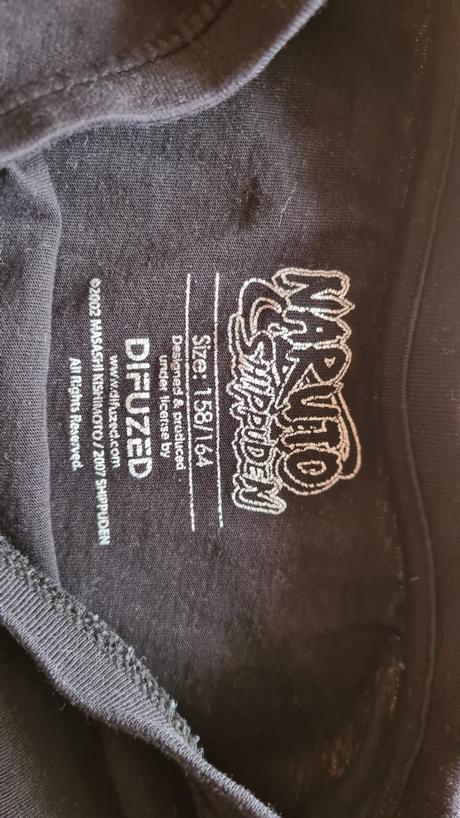 NARUTO
SHIPPUDEN
Size: 158/164
Designed & produced
under license by
DIFUZED
www.difuzed.com
©2002 MASASHI KISHIMOTO / 2007 SHIPPUDEN
All Rights Reserved.